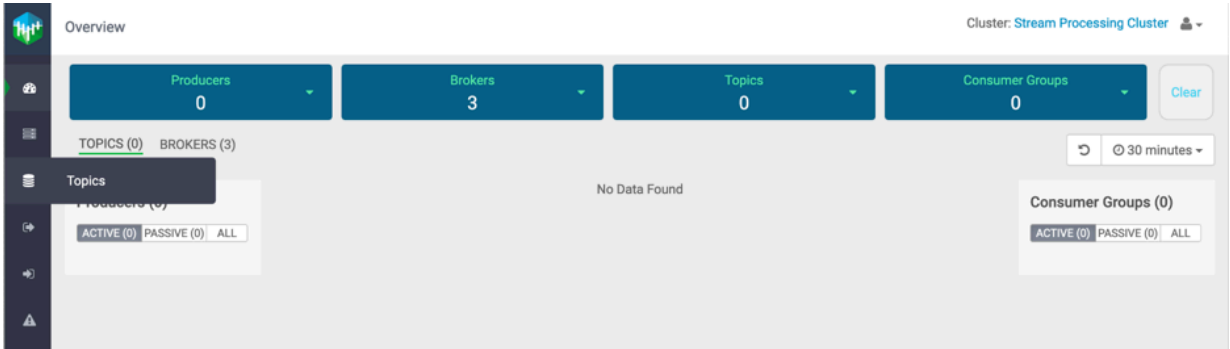 Overview
Cluster: Stream Processing Cluster
Producers
0
Brokers
3
Topics
0
Consumer Groups
0
Clear
TOPICS (0) BROKERS (3)
30 minutes
Topics
No Data Found
Producers (0)
ACTIVE (0) PASSIVE (0) ALL
Consumer Groups (0)
ACTIVE (0) PASSIVE (0) ALL